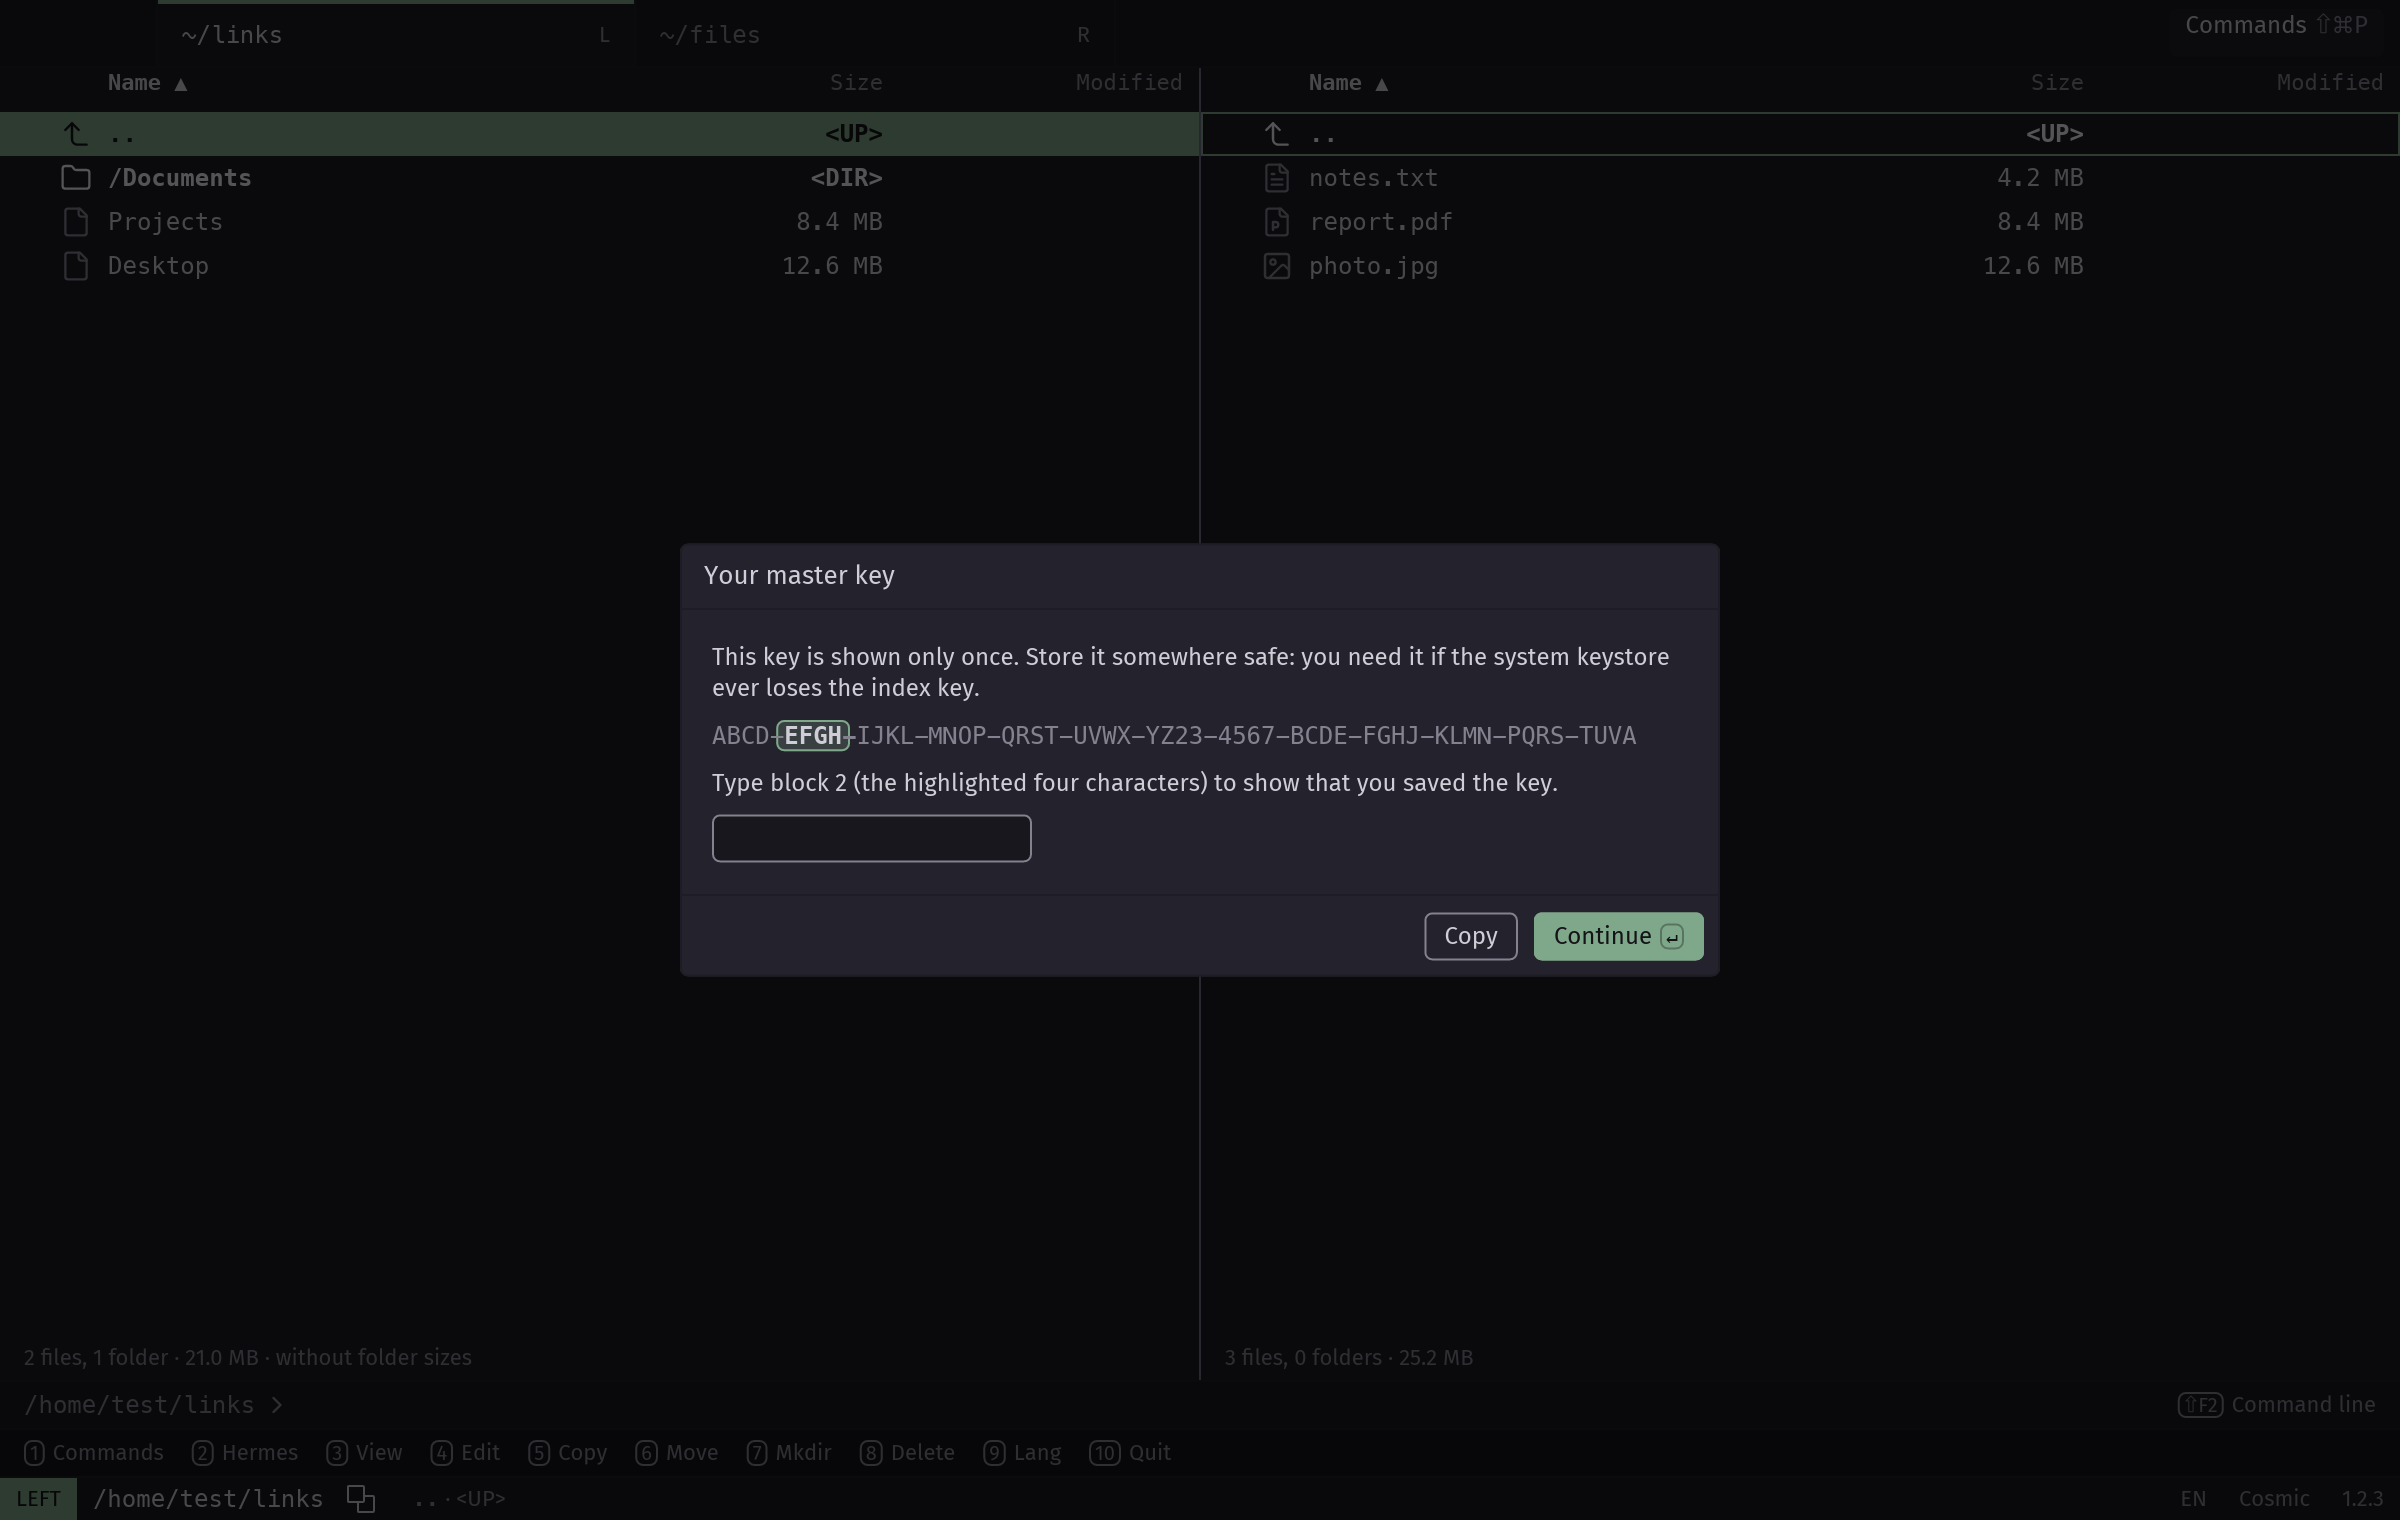 ~/links L ~/files R Commands ⇧⌘P
Name ▲ Size Modified Name ▲ Size Modified
.. <UP> .. <UP>
/Documents <DIR> notes.txt 4.2 MB
Projects 8.4 MB report.pdf 8.4 MB
Desktop 12.6 MB photo.jpg 12.6 MB
Your master key
This key is shown only once. Store it somewhere safe: you need it if the system keystore
ever loses the index key.
ABCD–EFGH–IJKL–MNOP–QRST–UVWX–YZ23–4567–BCDE–FGHJ–KLMN–PQRS–TUVA
Type block 2 (the highlighted four characters) to show that you saved the key.
Copy Continue ↵
2 files, 1 folder · 21.0 MB · without folder sizes 3 files, 0 folders · 25.2 MB
/home/test/links > ⇧F2 Command line
1 Commands 2 Hermes 3 View 4 Edit 5 Copy 6 Move 7 Mkdir 8 Delete 9 Lang 10 Quit
LEFT /home/test/links .. · <UP> EN Cosmic 1.2.3